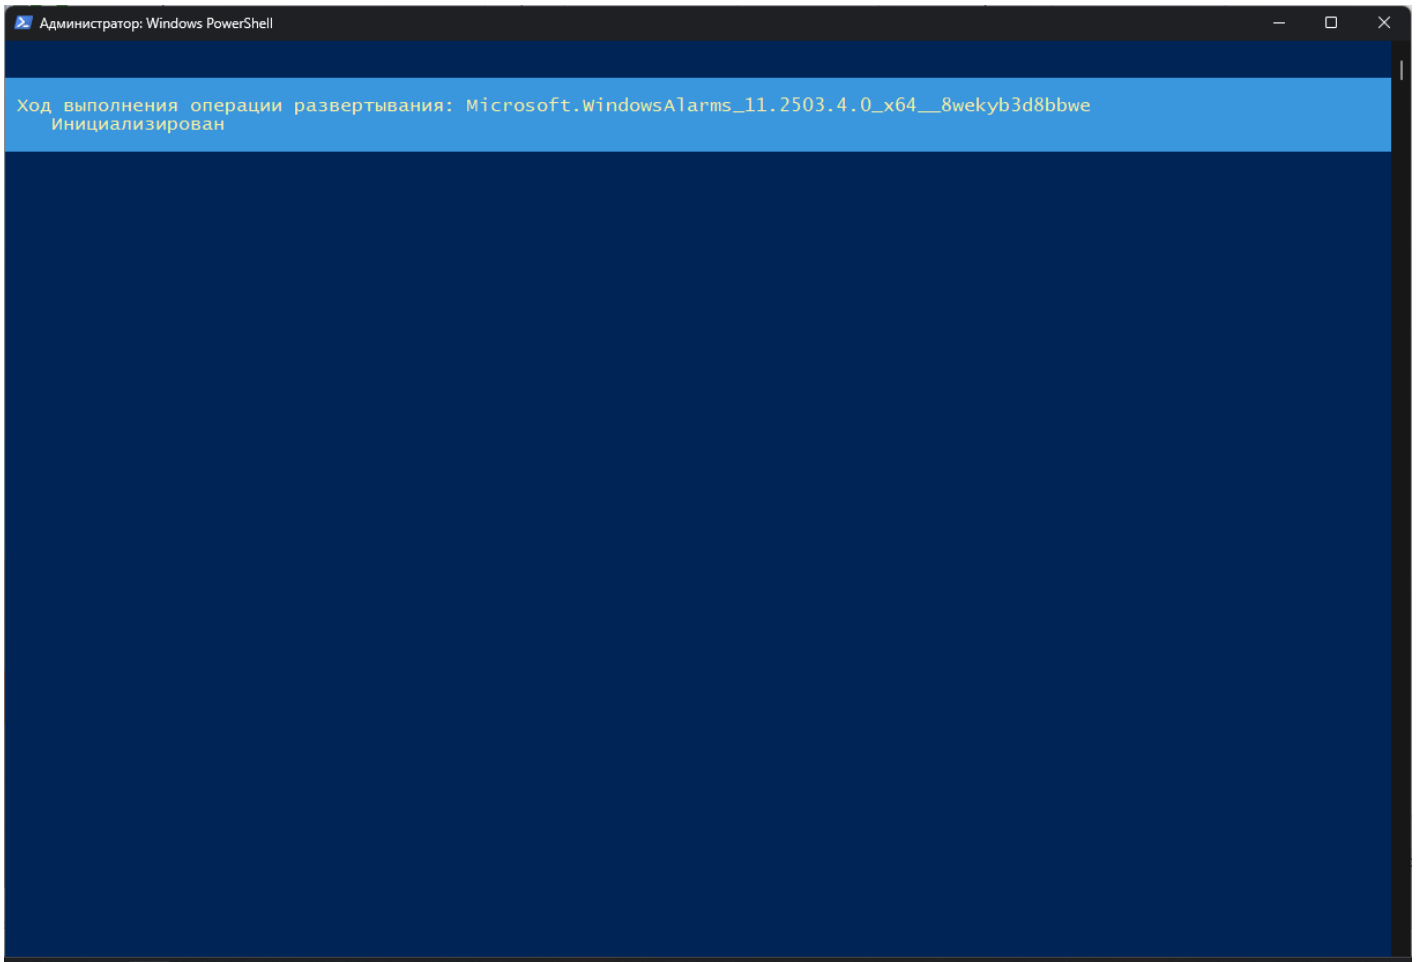 Администратор: Windows PowerShell
Ход выполнения операции развертывания: Microsoft.WindowsAlarms_11.2503.4.0_x64__8wekyb3d8bbwe
Инициализирован